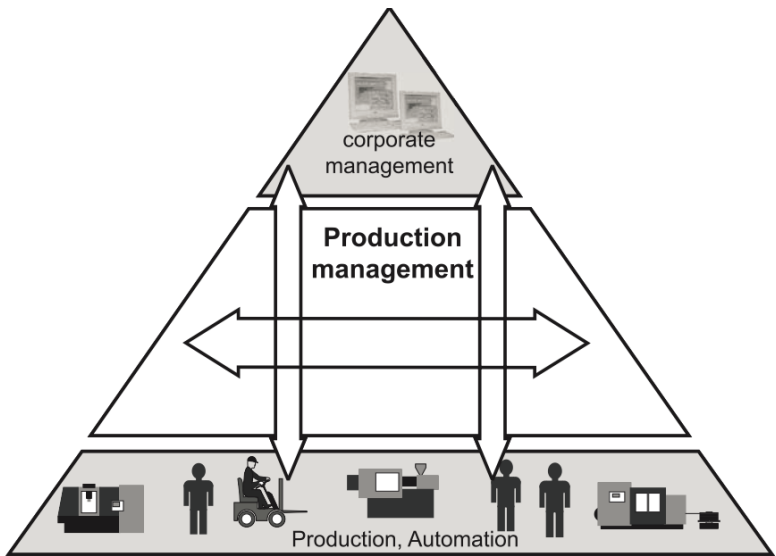 corporate
management
Production
management
Production, Automation